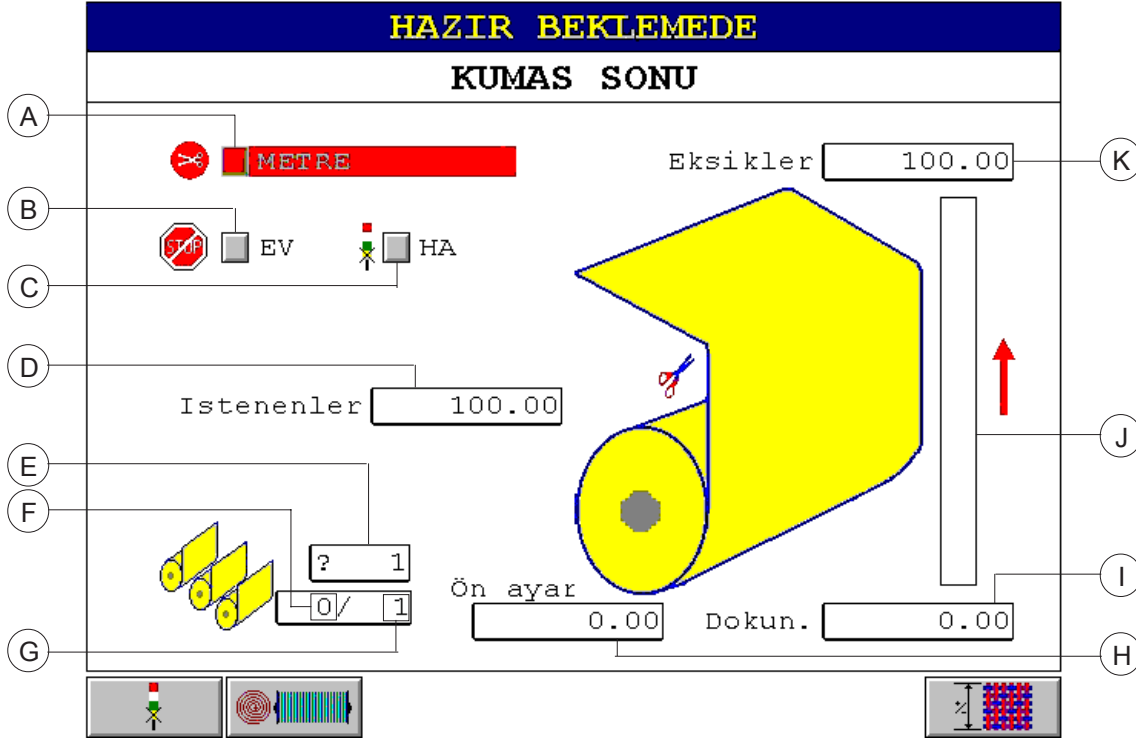 HAZIR BEKLEMEDE
KUMAS SONU
A
METRE
Eksikler 100.00
K
B
STOP EV HA
C
D
Istenenler 100.00
J
E
F
? 1
I
Ön ayar
0/ 1 0.00 Dokun. 0.00
G
H
%